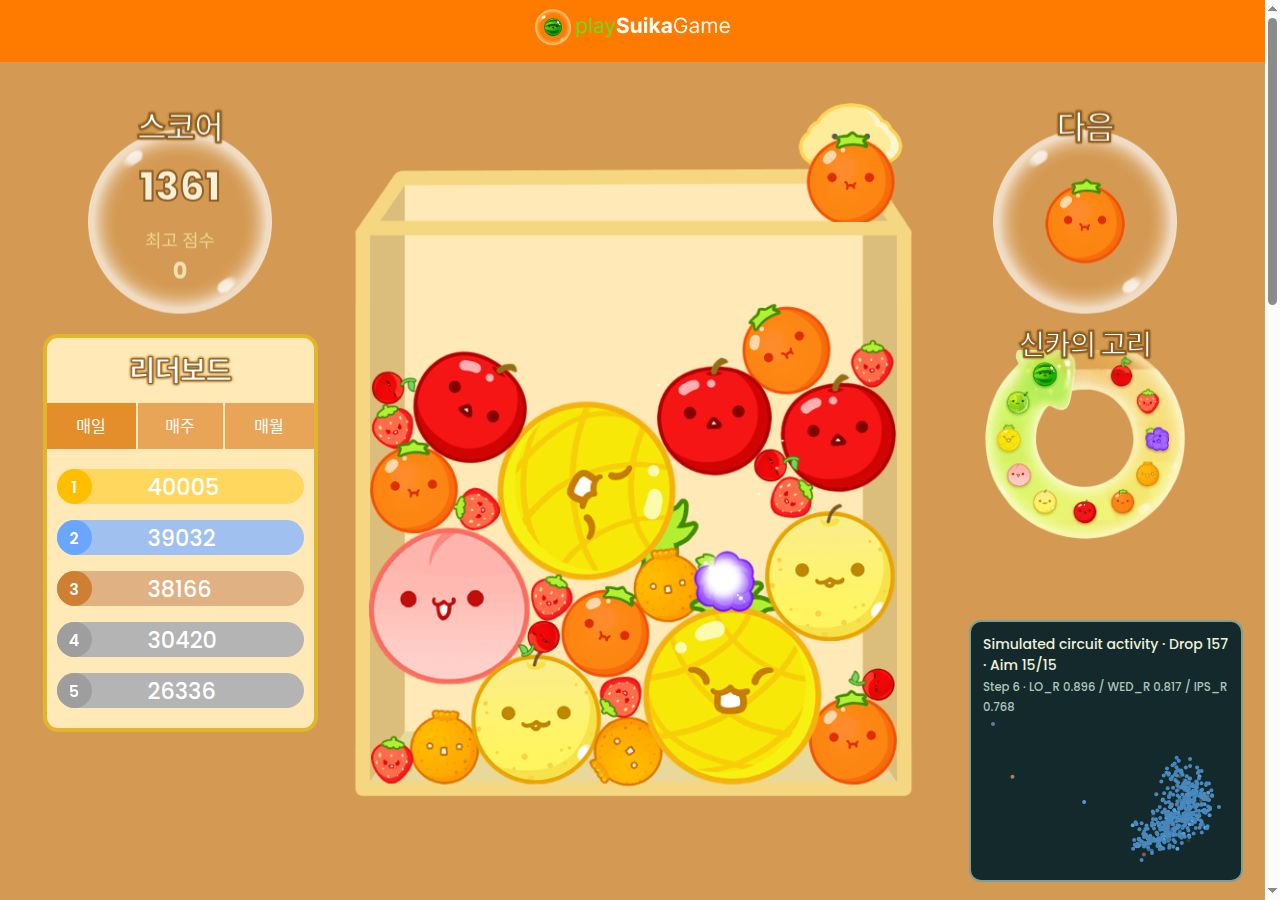 playSuikaGame
스코어
1361
최고 점수
0
리더보드
매일 매주 매월
1 40005
2 39032
3 38166
4 30420
5 26336
다음
신카의 고리
Simulated circuit activity · Drop 157
· Aim 15/15
Step 6 · LO_R 0.896 / WED_R 0.817 / IPS_R
0.768